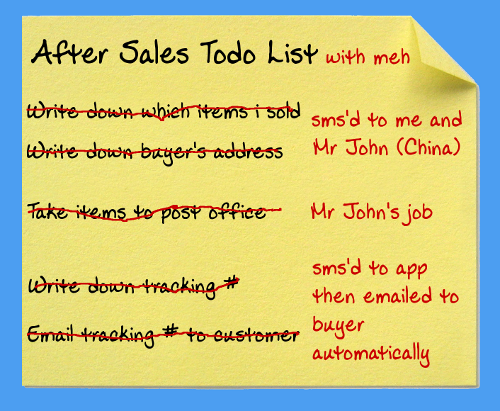 After Sales Todo List with meh
Write down which items i sold
sms'd to me and
Write down buyer's address
Mr John (China)
Take items to post office
Mr John's job
sms'd to app
Write down tracking #
then emailed to
buyer
Email tracking # to customer
automatically